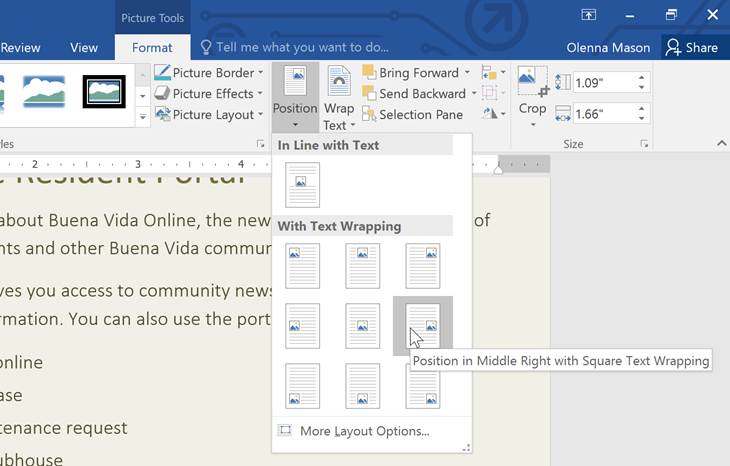 Picture Tools
Review View Format Tell me what you want to do... Olenna Mason Share
Picture Border
Picture Effects
Picture Layout
Position
Wrap
Text
Bring Forward
Send Backward
Selection Pane
Crop
1.09"
1.66"
Size
In Line with Text
2 3 4
Resident Portal
about Buena Vida Online, the new of
nts and other Buena Vida commun
With Text Wrapping
ves you access to community news
rmation. You can also use the port
online
ase
tenance request
ubhouse
Position in Middle Right with Square Text Wrapping
More Layout Options...